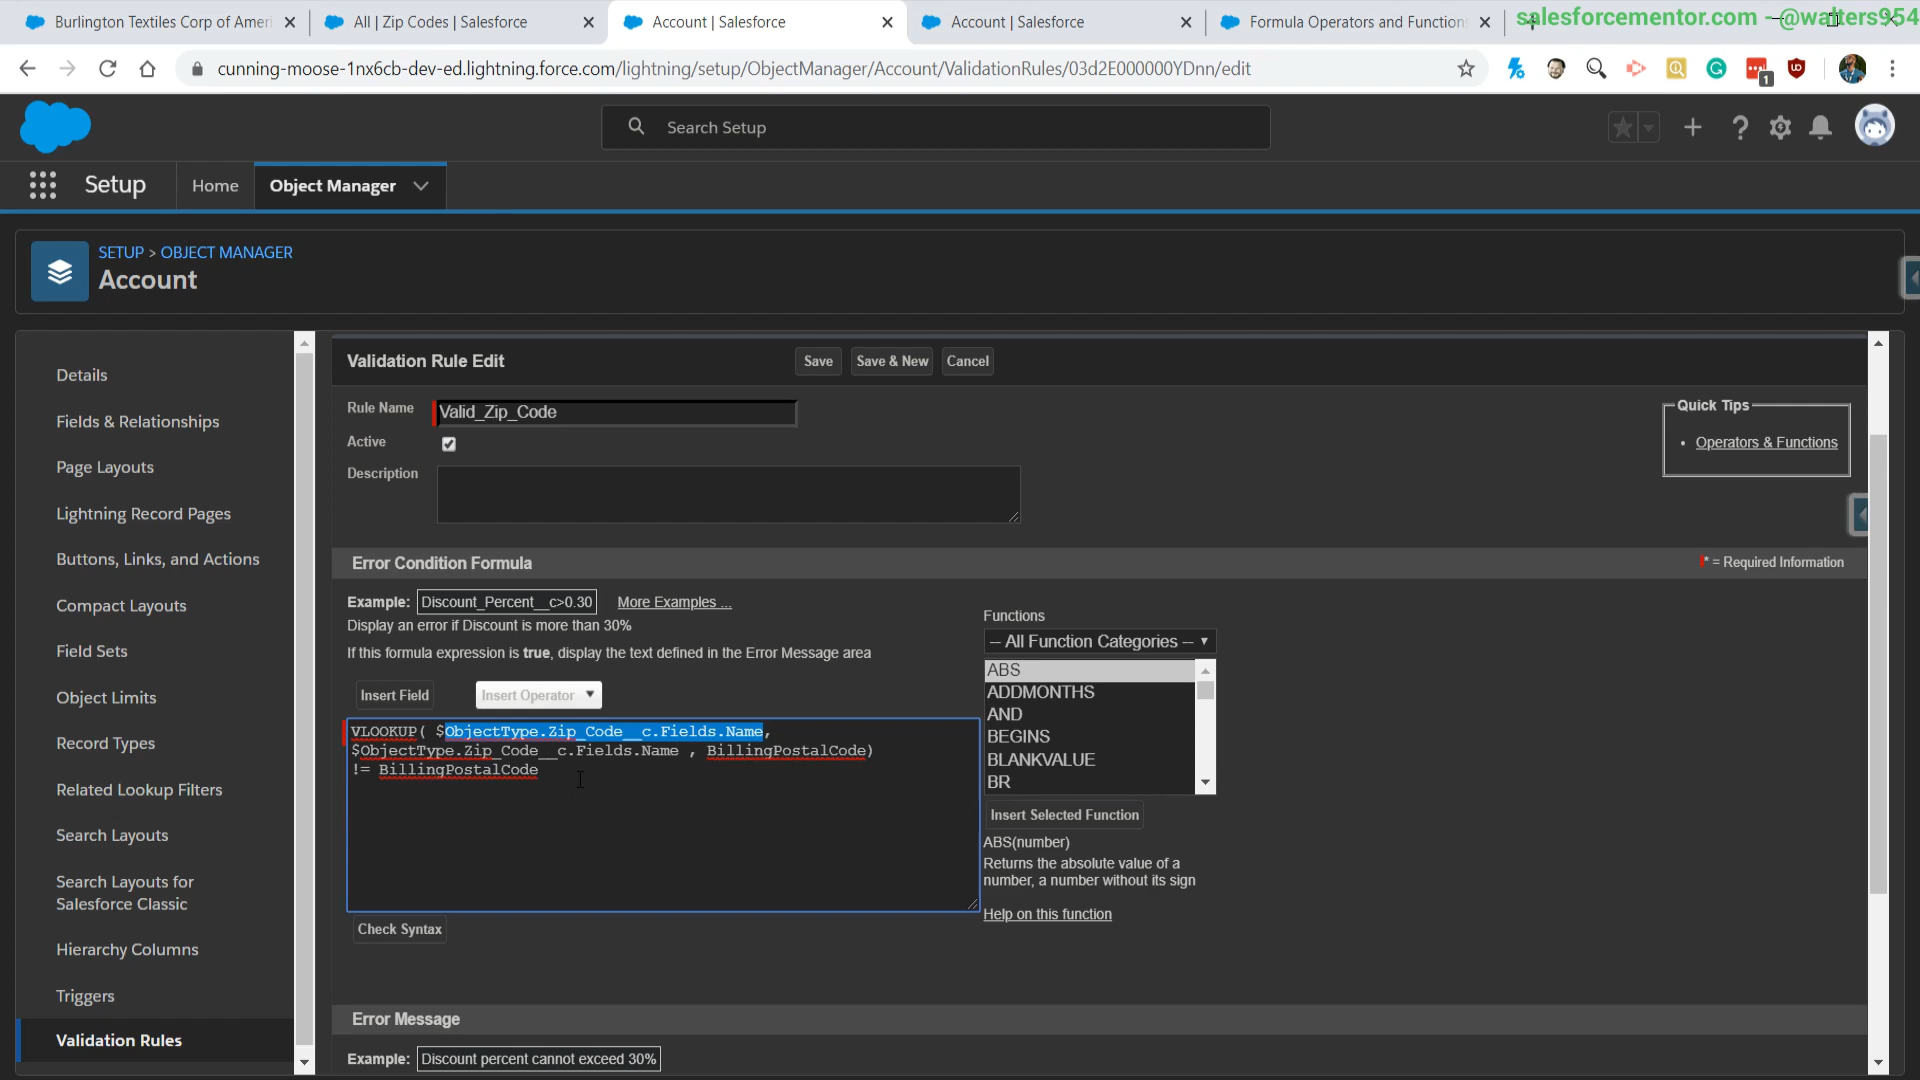 Burlington Textiles Corp of Ameri
All | Zip Codes | Salesforce
Account | Salesforce
Account | Salesforce
Formula Operators and Function
salesforcementor.com - @walters954
cunning-moose-1nx6cb-dev-ed.lightning.force.com/lightning/setup/ObjectManager/Account/ValidationRules/03d2E000000YDnn/edit
1
Search Setup
Setup
Home
Object Manager
SETUP > OBJECT MANAGER
Account
Details
Fields & Relationships
Page Layouts
Lightning Record Pages
Buttons, Links, and Actions
Compact Layouts
Field Sets
Object Limits
Record Types
Related Lookup Filters
Search Layouts
Search Layouts for
Salesforce Classic
Hierarchy Columns
Triggers
Validation Rules
Validation Rule Edit
Save
Save & New
Cancel
Rule Name
Valid_Zip_Code
Active
Description
Quick Tips
• Operators & Functions
Error Condition Formula
* = Required Information
Example: Discount_Percent__c>0.30 More Examples ...
Display an error if Discount is more than 30%
If this formula expression is true, display the text defined in the Error Message area
Insert Field
Insert Operator
VLOOKUP( $ObjectType.Zip_Code__c.Fields.Name,
$ObjectType.Zip_Code__c.Fields.Name , BillingPostalCode)
!= BillingPostalCode
Check Syntax
Functions
-- All Function Categories --
ABS
ADDMONTHS
AND
BEGINS
BLANKVALUE
BR
Insert Selected Function
ABS(number)
Returns the absolute value of a
number, a number without its sign
Help on this function
Error Message
Example: Discount percent cannot exceed 30%